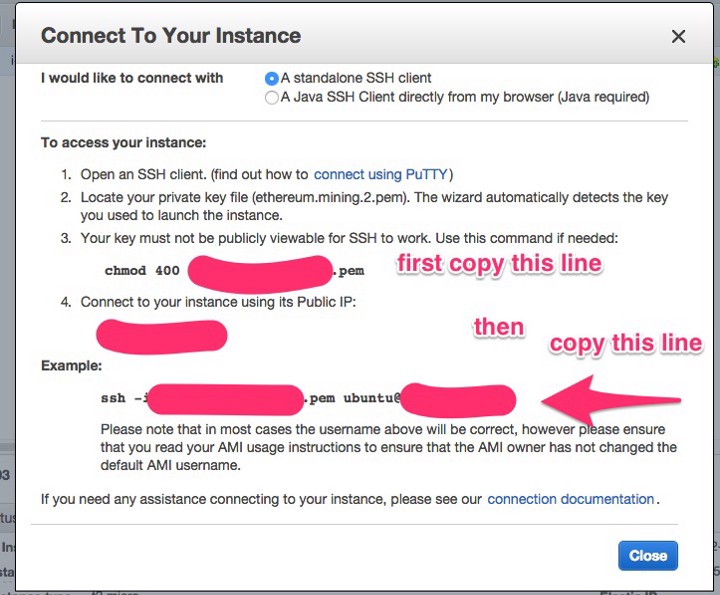 Connect To Your Instance
I would like to connect with
A standalone SSH client
A Java SSH Client directly from my browser (Java required)
To access your instance:
1. Open an SSH client. (find out how to connect using PuTTY)
2. Locate your private key file (ethereum.mining.2.pem). The wizard automatically detects the key
you used to launch the instance.
3. Your key must not be publicly viewable for SSH to work. Use this command if needed:
chmod 400 .pem
first copy this line
4. Connect to your instance using its Public IP:
then
copy this line
Example:
ssh -i .pem ubuntu@
Please note that in most cases the username above will be correct, however please ensure
that you read your AMI usage instructions to ensure that the AMI owner has not changed the
default AMI username.
If you need any assistance connecting to your instance, please see our connection documentation.
Close